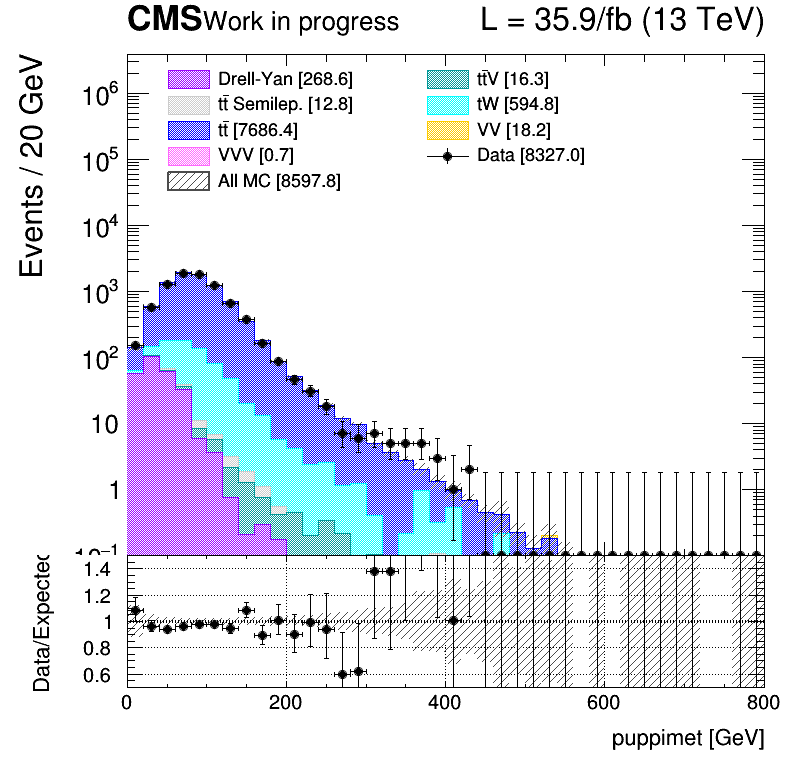 CMS Work in progress L = 35.9/fb (13 TeV)
Events / 20 GeV
Drell-Yan [268.6]
tt̄ Semilep. [12.8]
tt̄ [7686.4]
VVV [0.7]
All MC [8597.8]
tt̄V [16.3]
tW [594.8]
VV [18.2]
Data [8327.0]
10⁶
10⁵
10⁴
10³
10²
10
1
10⁻¹
Data/Expected
1.4
1.2
1
0.8
0.6
0 200 400 600 800
puppimet [GeV]